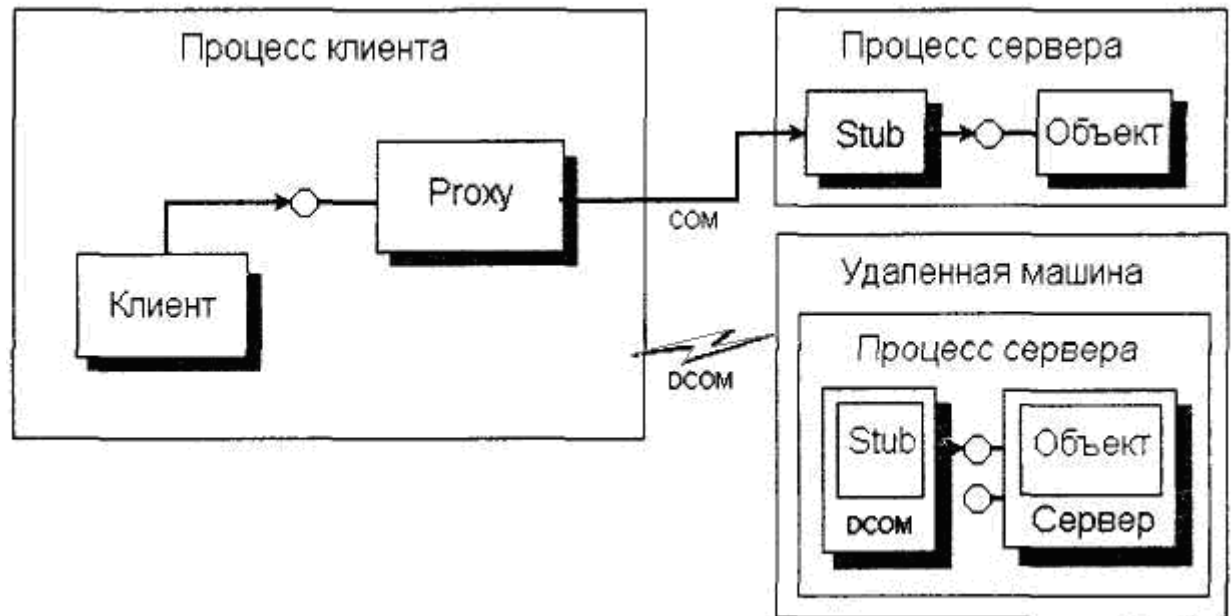 Процесс клиента
Клиент
Proxy
COM
DCOM
Процесс сервера
Stub
Объект
Удаленная машина
Процесс сервера
Stub
DCOM
Объект
Сервер